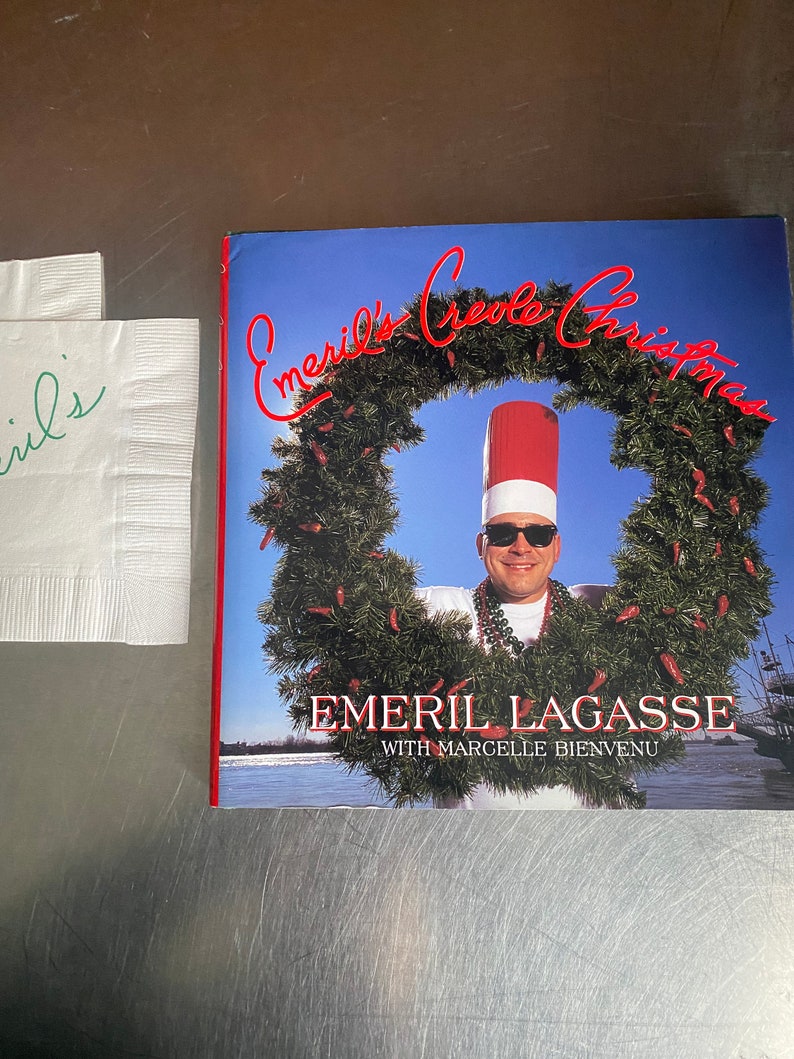 Emeril's Creole Christmas
EMERIL LAGASSE
WITH MARCELLE BIENVENU